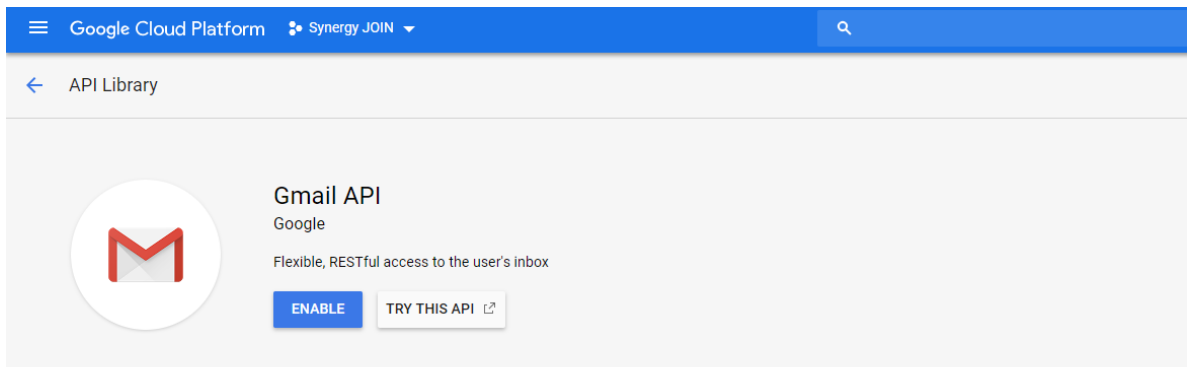 Google Cloud Platform Synergy JOIN
API Library
Gmail API
Google
Flexible, RESTful access to the user's inbox
ENABLE TRY THIS API